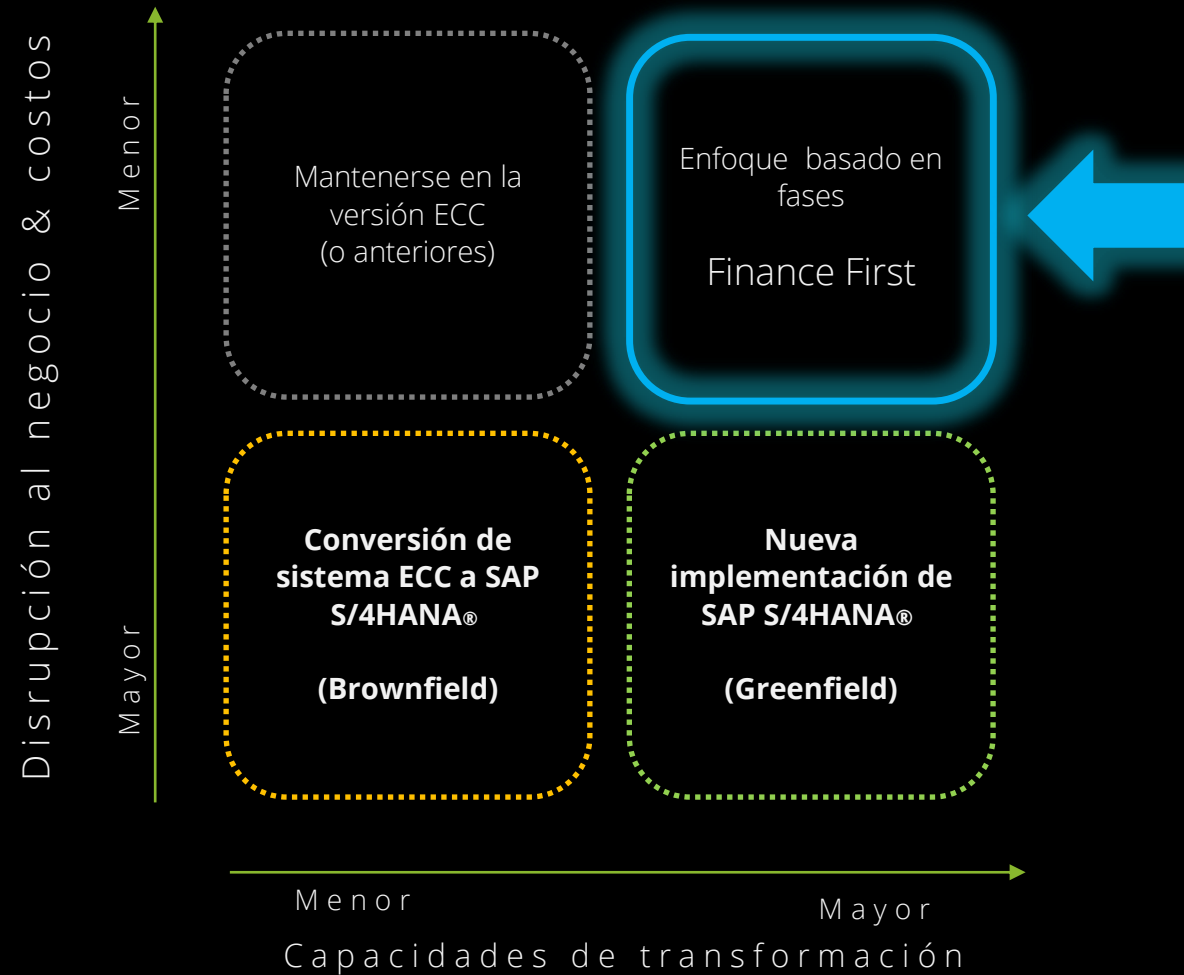 Disrupción al negocio & costos
Menor
Mayor
Mantenerse en la
versión ECC
(o anteriores)
Enfoque  basado en
fases
Finance First
Conversión de
sistema ECC a SAP
S/4HANA®
(Brownfield)
Nueva
implementación de
SAP S/4HANA®
(Greenfield)
Menor
Mayor
Capacidades de transformación